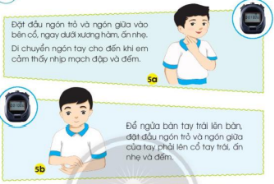 Đặt đầu ngón trỏ và ngón giữa vào
bên cổ, ngay dưới xương hàm, ấn nhẹ.
Di chuyển ngón tay cho đến khi em
cảm thấy nhịp mạch đập và đếm.
5a
Để ngửa bàn tay trái lên bàn,
đặt đầu ngón trỏ và ngón giữa
của tay phải lên cổ tay trái, ấn
nhẹ và đếm.
5b